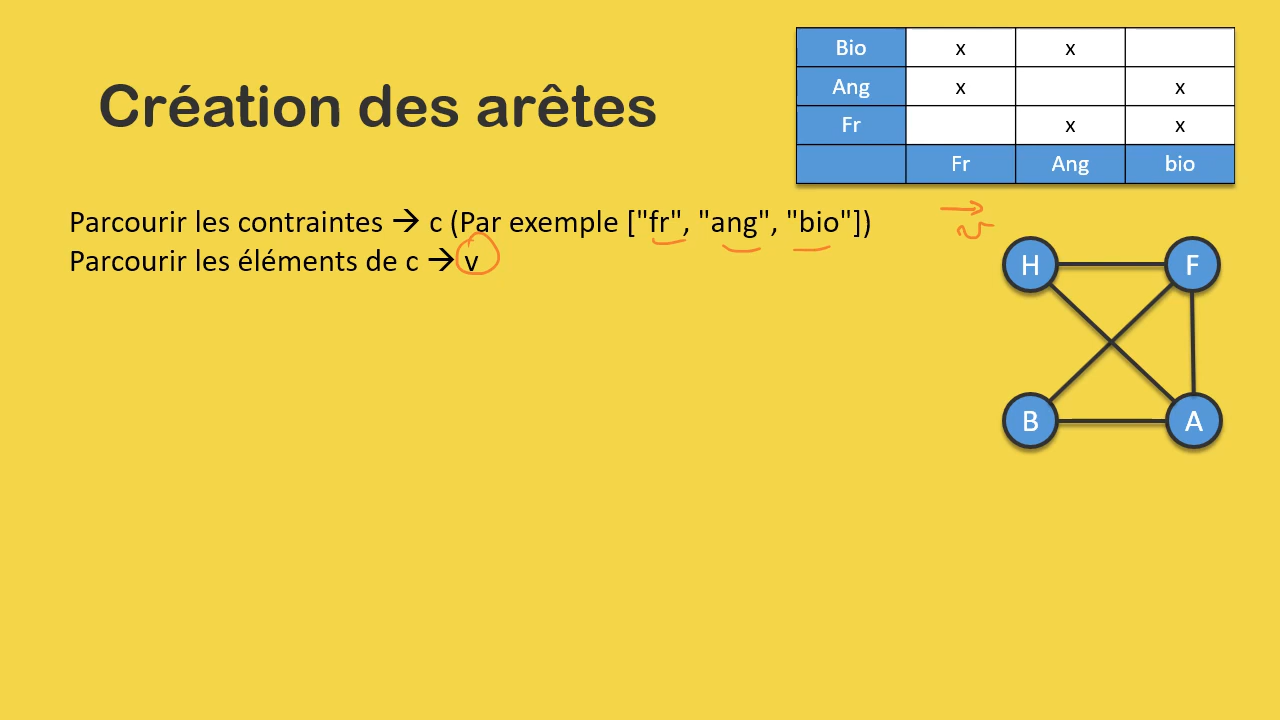 Création des arêtes
Bio x x
Ang x x
Fr x x
Fr Ang bio
Parcourir les contraintes → c (Par exemple ["fr", "ang", "bio"])
Parcourir les éléments de c → v
H F
B A